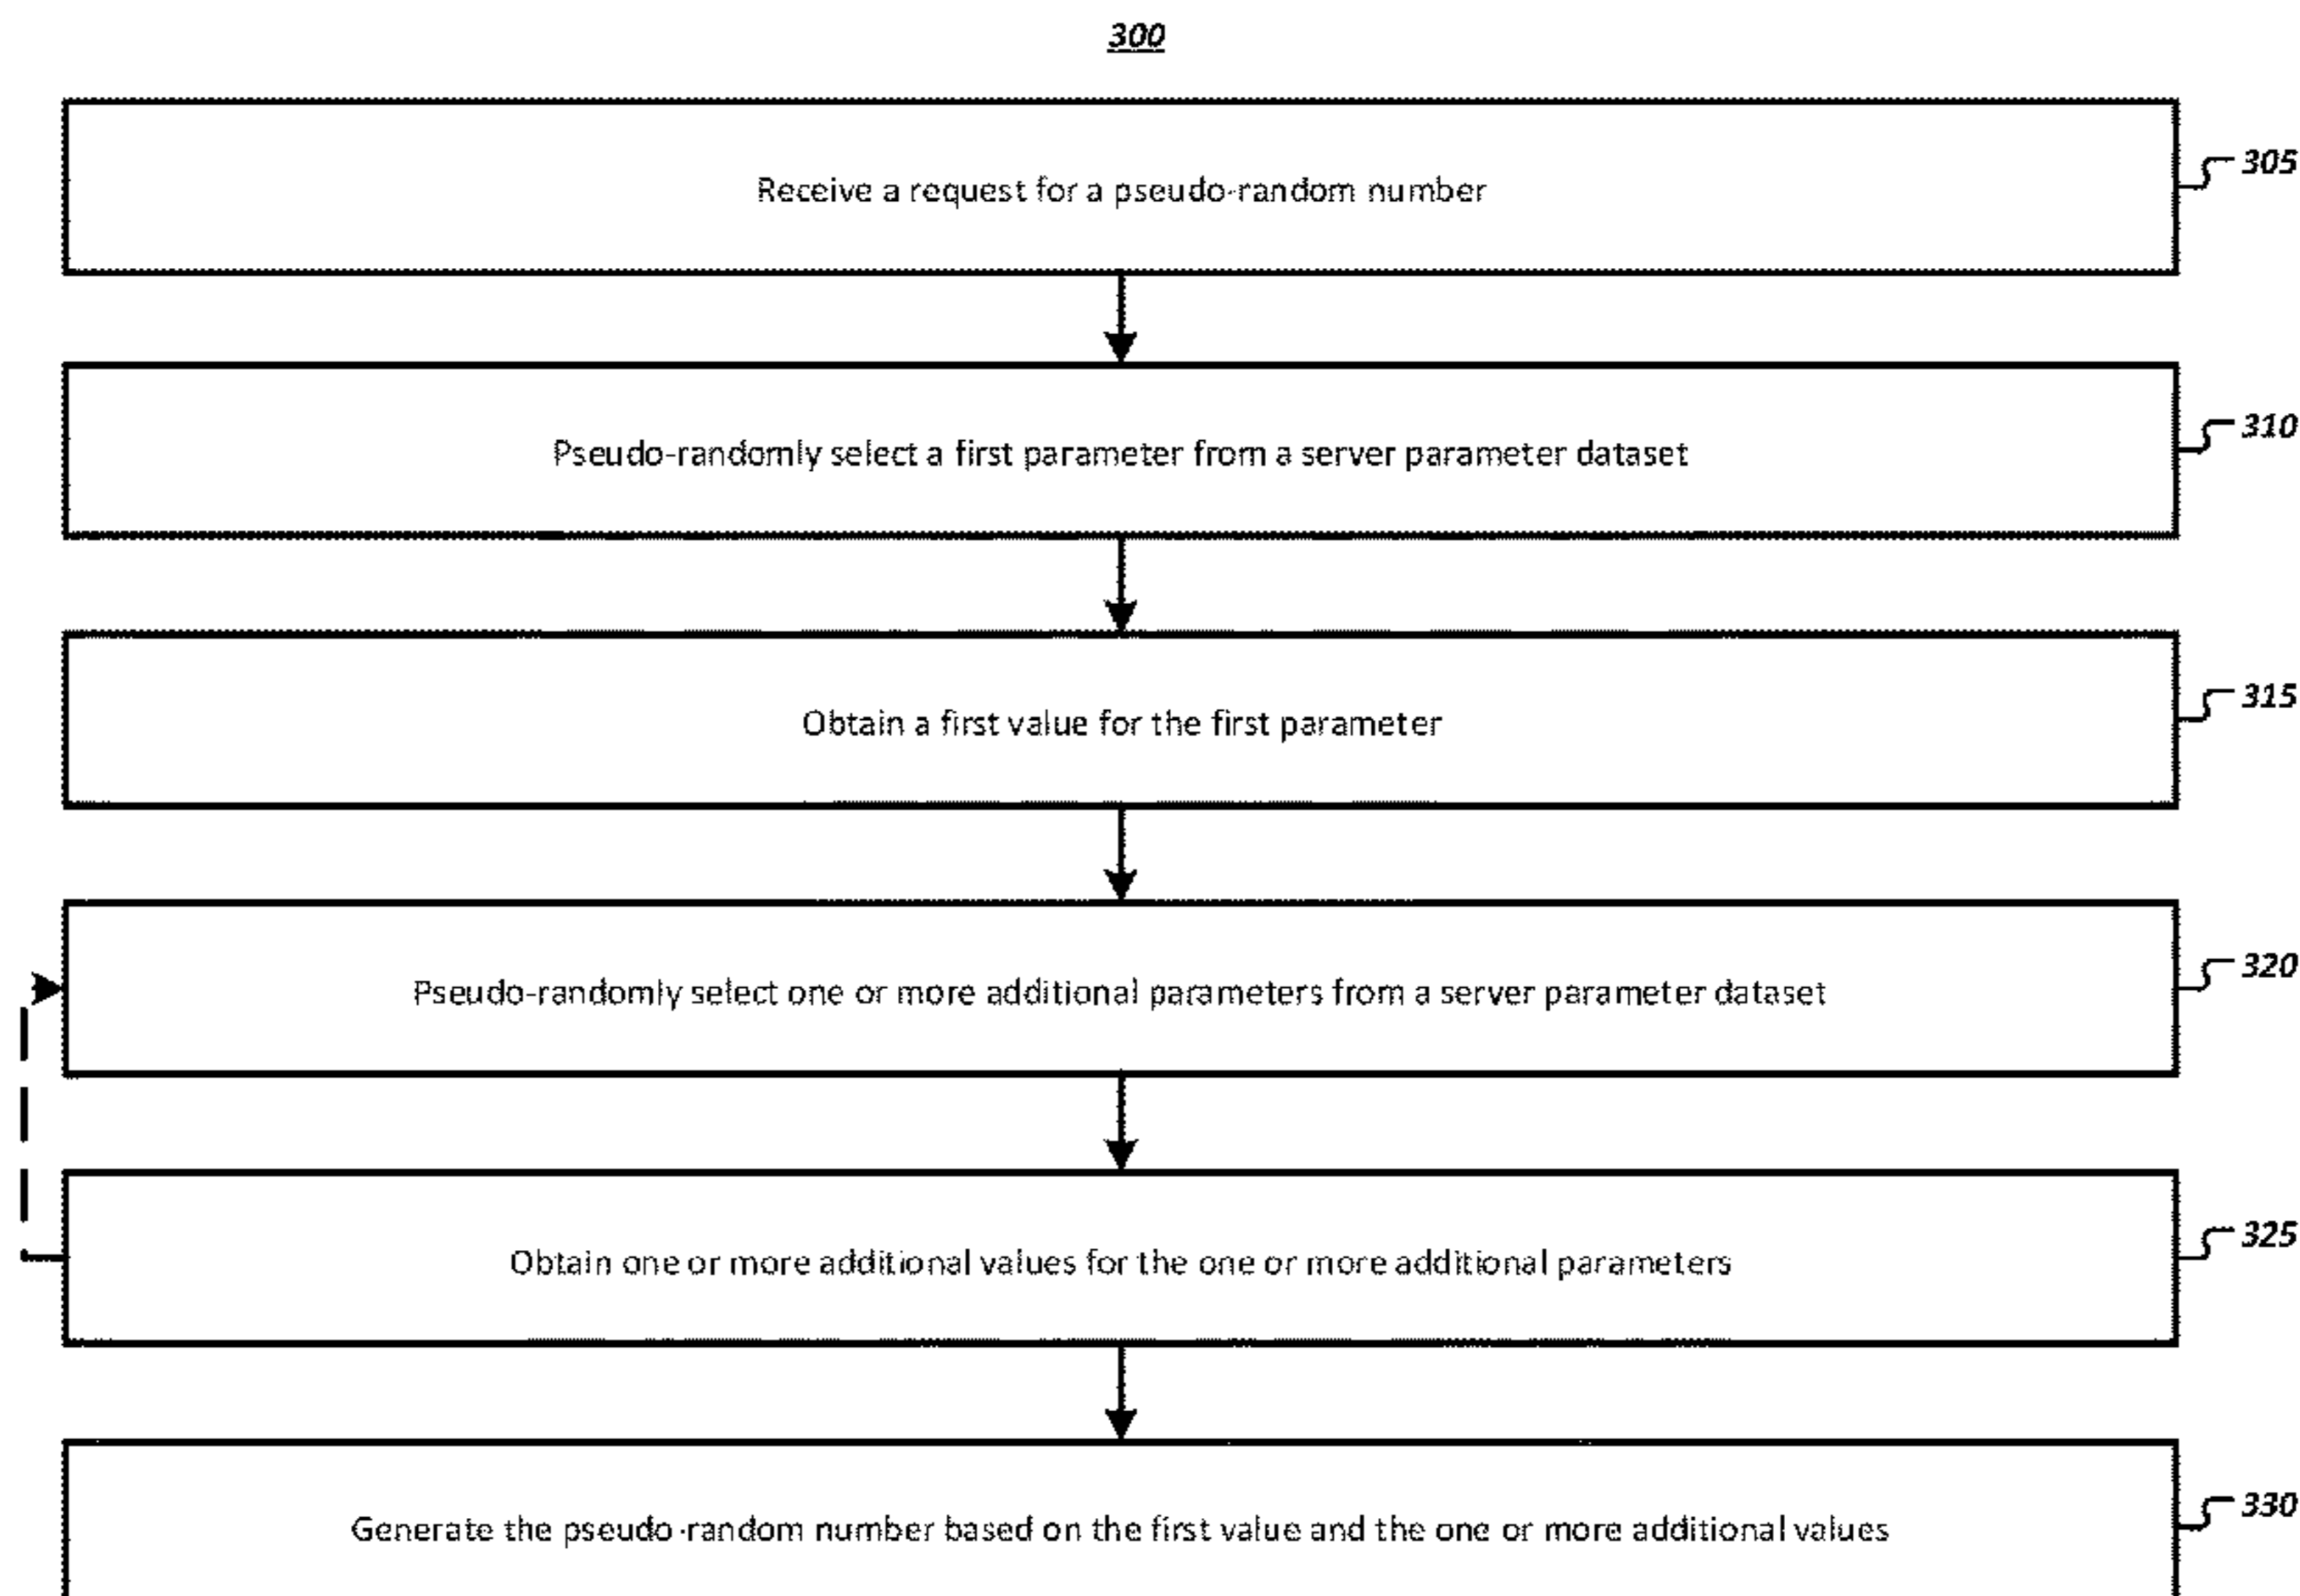 300
Receive a request for a pseudo-random number
305
Pseudo-randomly select a first parameter from a server parameter dataset
310
Obtain a first value for the first parameter
315
Pseudo-randomly select one or more additional parameters from a server parameter dataset
320
Obtain one or more additional values for the one or more additional parameters
325
Generate the pseudo-random number based on the first value and the one or more additional values
330